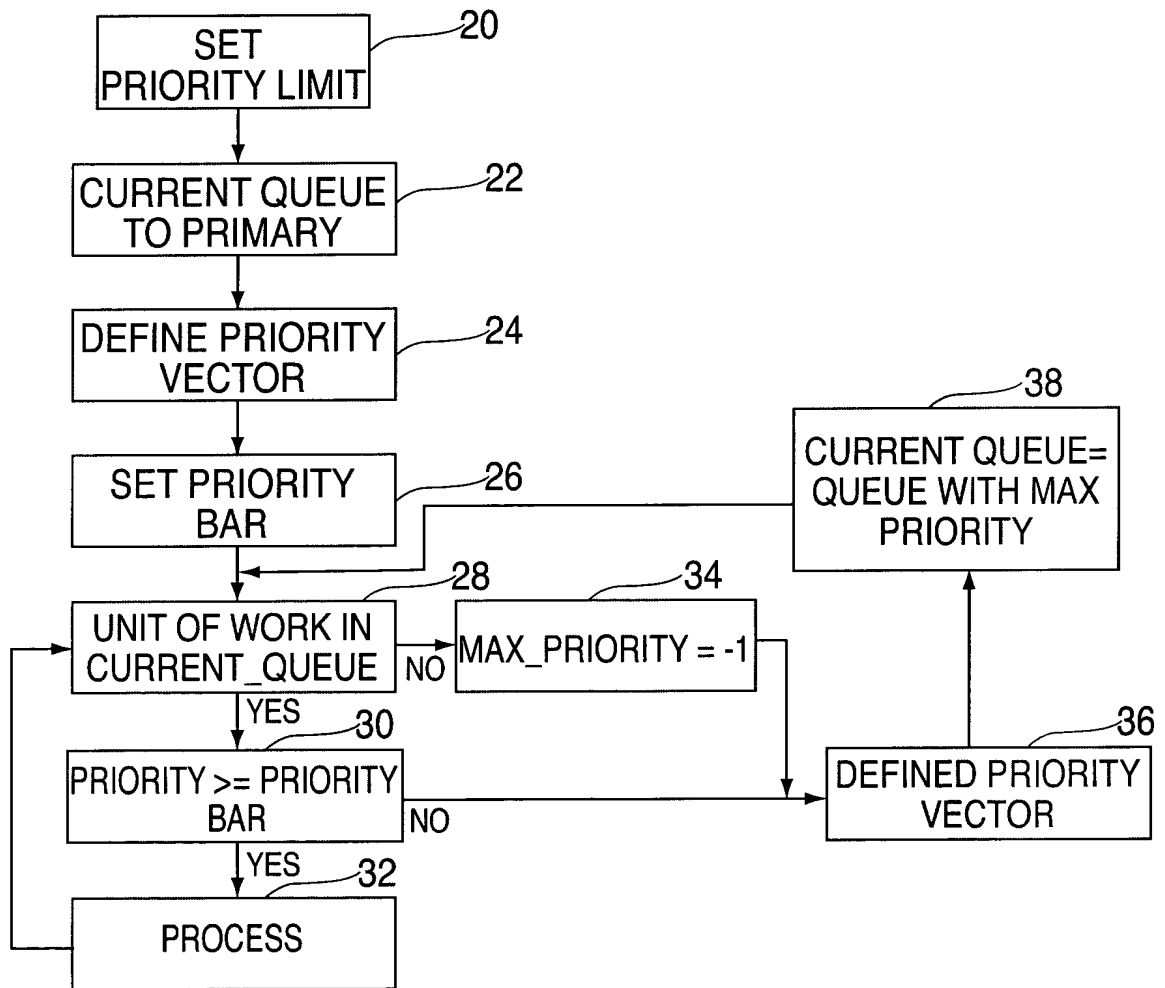 SET
PRIORITY LIMIT
20
CURRENT QUEUE
TO PRIMARY
22
DEFINE PRIORITY
VECTOR
24
SET PRIORITY
BAR
26
38
CURRENT QUEUE=
QUEUE WITH MAX
PRIORITY
UNIT OF WORK IN
CURRENT_QUEUE
28
NO
YES
34
MAX_PRIORITY = -1
30
PRIORITY >= PRIORITY
BAR
NO
YES
36
DEFINED PRIORITY
VECTOR
32
PROCESS